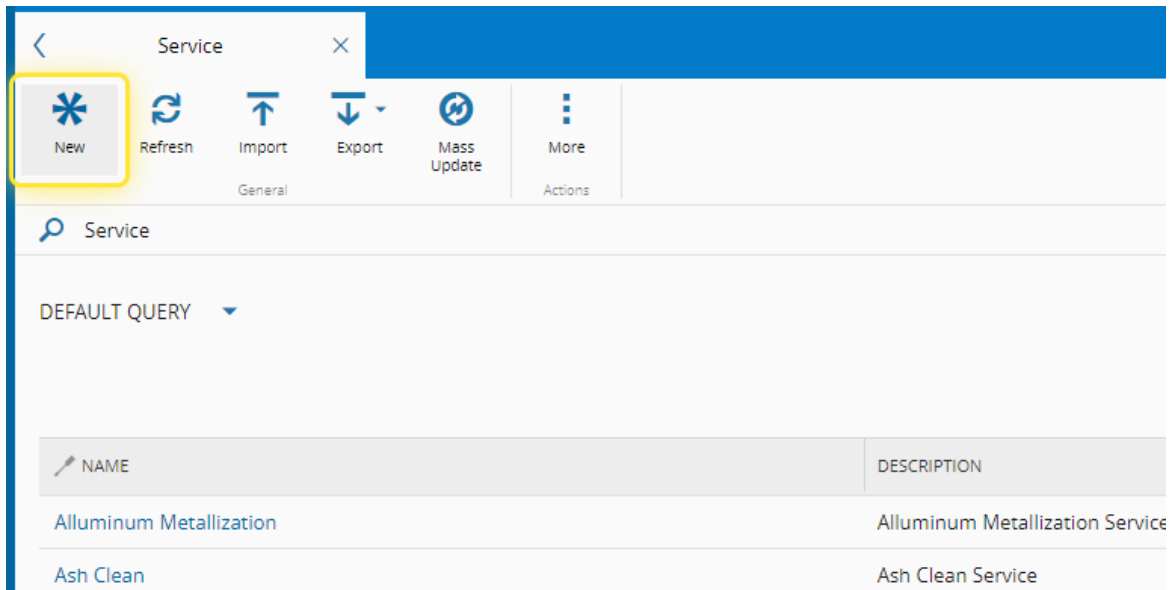 Service
New
Refresh
Import
Export
Mass
Update
More
General
Actions
Service
DEFAULT QUERY
NAME
DESCRIPTION
Alluminum Metallization
Alluminum Metallization Service
Ash Clean
Ash Clean Service